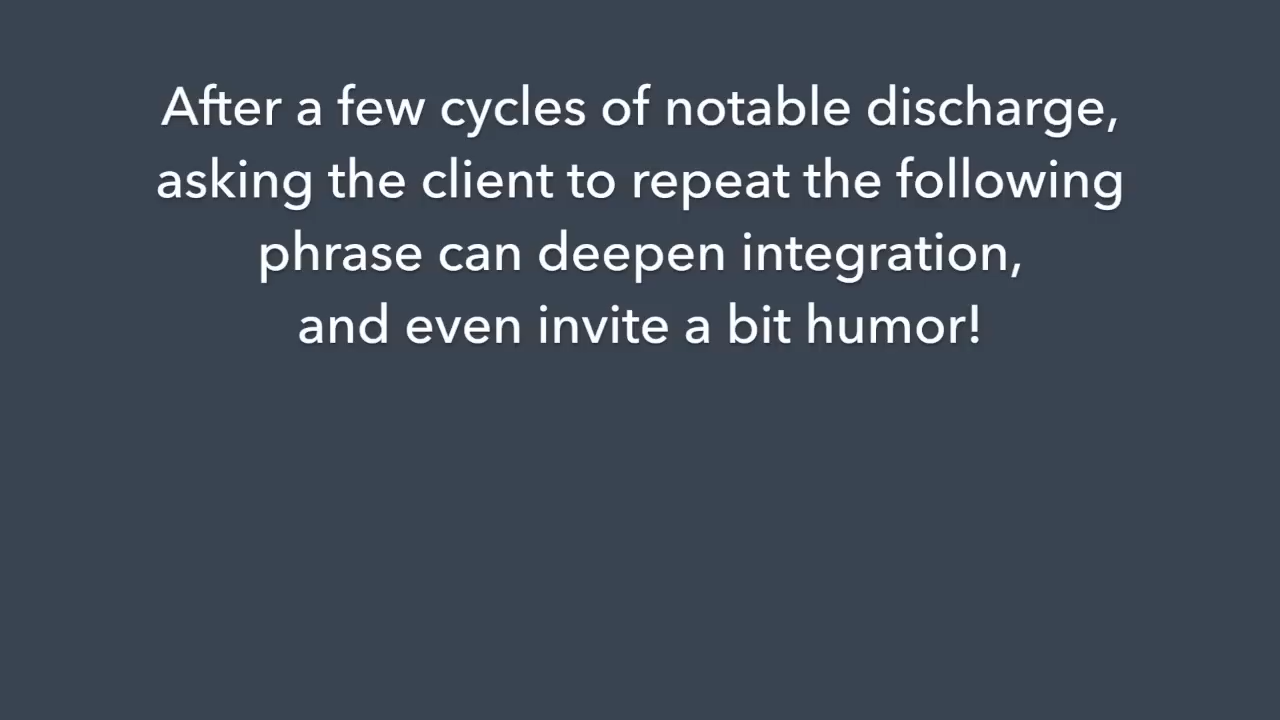 After a few cycles of notable discharge,
asking the client to repeat the following
phrase can deepen integration,
and even invite a bit humor!